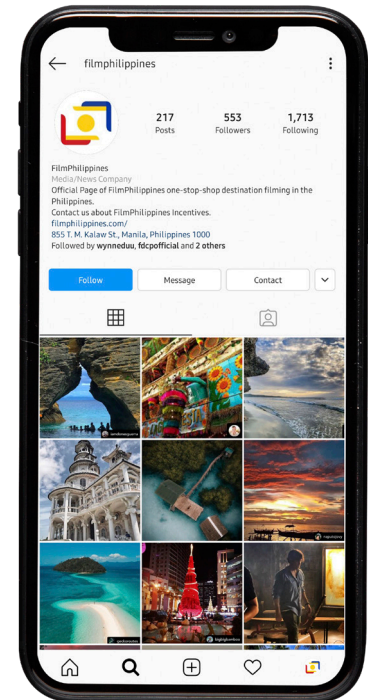 filmphilippines
217 553 1,713
Posts Followers Following
FilmPhilippines
Media/News Company
Official Page of FilmPhilippines one-stop-shop destination filming in the
Philippines.
Contact us about FilmPhilippines Incentives.
filmphilippines.com/
855 T. M. Kalaw St., Manila, Philippines 1000
Followed by wynneduu, fdcpofficial and 2 others
Follow Message Contact